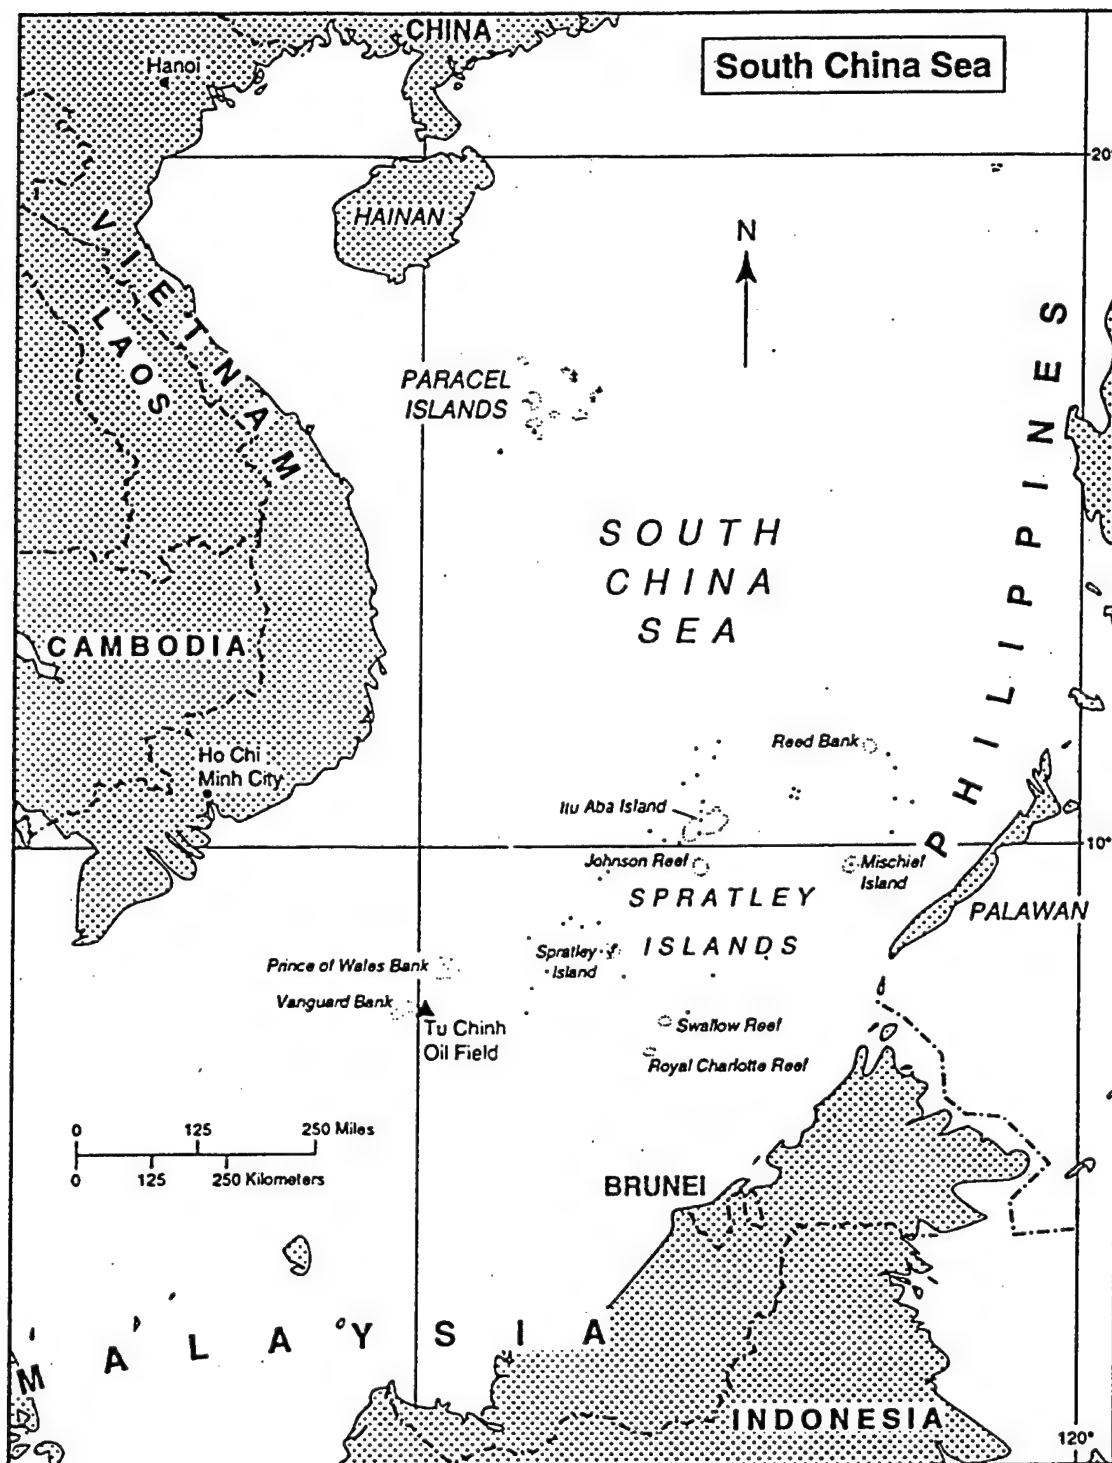 CHINA
South China Sea
Hanoi
20°
HAINAN
N
VIETNAM
LAOS
PARACEL
ISLANDS
PHILIPPINES
SOUTH
CHINA
SEA
CAMBODIA
Reed Bank
Ho Chi
Minh City
Itu Aba Island
10°
Johnson Reef
Mischief
Island
SPRATLEY
ISLANDS
PALAWAN
Spratley
Island
Prince of Wales Bank
Vanguard Bank
Tu Chinh
Oil Field
Swallow Reef
Royal Charlotte Reef
0 125 250 Miles
0 125 250 Kilometers
BRUNEI
MALAYSIA
INDONESIA
120°